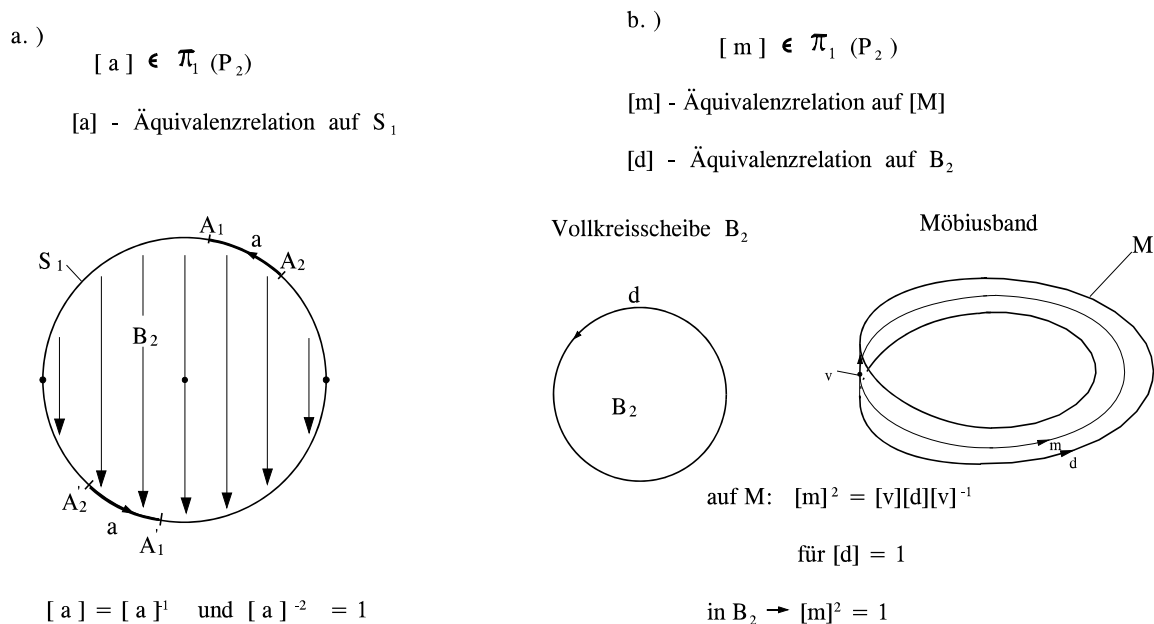 a. )
[ a ] ϵ π₁ (P₂)
[a] - Äquivalenzrelation auf S₁
A₁
a
A₂
S₁
B₂
A₂'
a
A₁'
[ a ] = [ a ]⁻¹ und [ a ]⁻² = 1
b. )
[ m ] ϵ π₁ (P₂)
[m] - Äquivalenzrelation auf [M]
[d] - Äquivalenzrelation auf B₂
Vollkreisscheibe B₂
Möbiusband
M
d
B₂
v
m
d
auf M: [m]² = [v][d][v]⁻¹
für [d] = 1
in B₂ → [m]² = 1